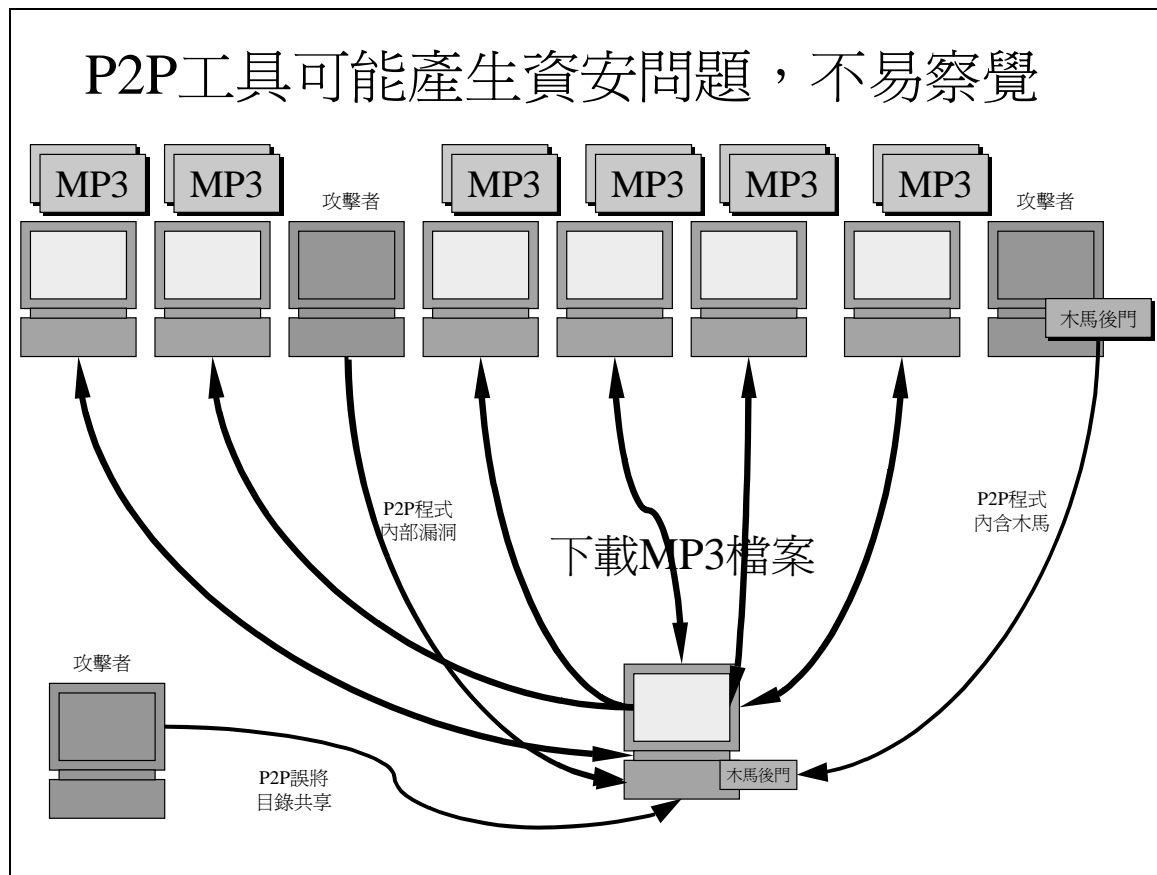 P2P工具可能產生資安問題，不易察覺
MP3
MP3
攻擊者
MP3
MP3
MP3
MP3
攻擊者
木馬後門
P2P程式
內部漏洞
P2P程式
內含木馬
下載MP3檔案
攻擊者
P2P誤將
目錄共享
木馬後門